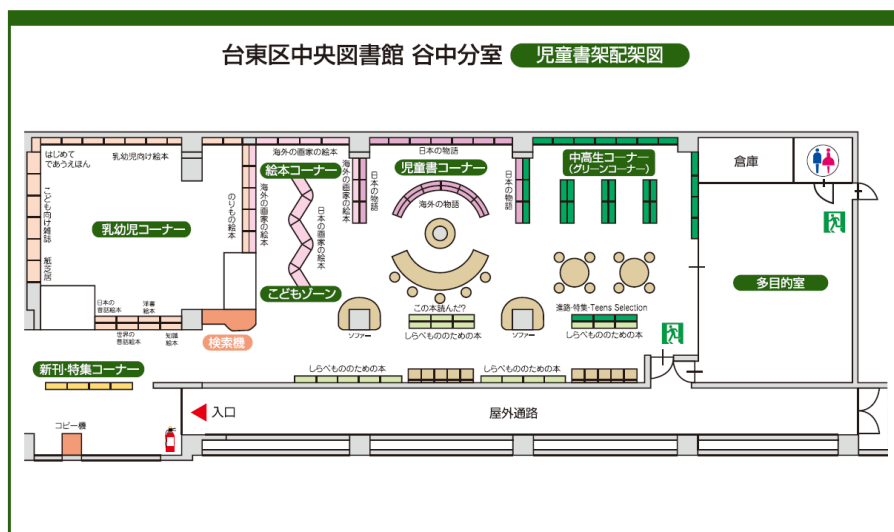 台東区中央図書館 谷中分室 児童書架配架図
はじめて
であうえほん
乳幼児向け絵本
海外の画家の絵本
日本の物語
絵本コーナー
児童書コーナー
中高生コーナー
(グリーンコーナー)
倉庫
こども向け雑誌
紙芝居
乳幼児コーナー
のりもの絵本
海外の画家の絵本
日本の画家の絵本
海外の画家の絵本
日本の物語
海外の物語
日本の物語
多目的室
こどもゾーン
日本の
昔話絵本
洋書
絵本
世界の
昔話絵本
知識
絵本
検索機
ソファー
この本読んだ!?
しらべもののための本
ソファー
進路・特集・Teens Selection
しらべもののための本
新刊・特集コーナー
しらべもののための本
しらべもののための本
入口
屋外通路
コピー機